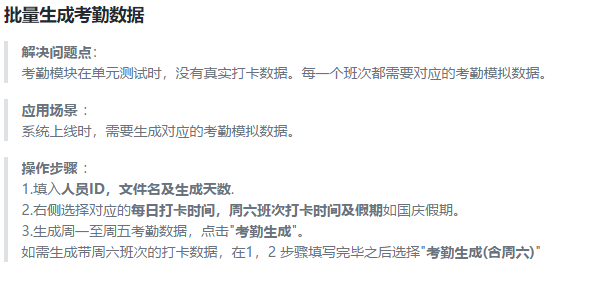 批量生成考勤数据
解决问题点：
考勤模块在单元测试时，没有真实打卡数据。每一个班次都需要对应的考勤模拟数据。
应用场景 ：
系统上线时，需要生成对应的考勤模拟数据。
操作步骤 ：
1.填入人员ID，文件名及生成天数.
2.右侧选择对应的每日打卡时间，周六班次打卡时间及假期如国庆假期。
3.生成周一至周五考勤数据，点击"考勤生成"。
如需生成带周六班次的打卡数据，在1，2 步骤填写完毕之后选择"考勤生成(含周六)"